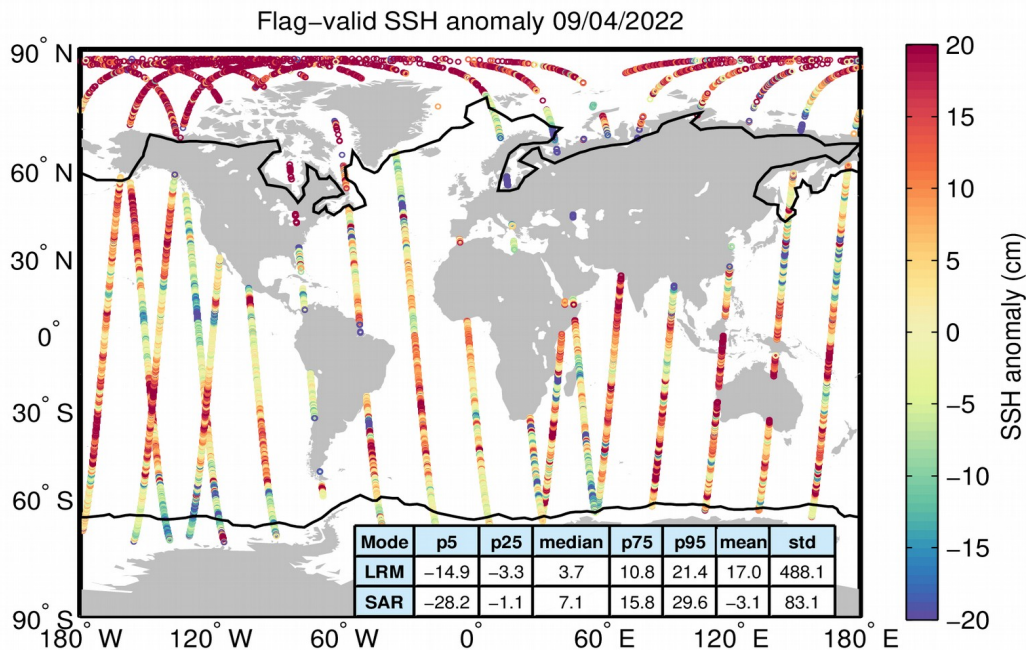 Flag−valid SSH anomaly 09/04/2022
90° N
60° N
30° N
0°
30° S
60° S
90° S
180° W
120° W
60° W
0°
60° E
120° E
180° E
Mode p5 p25 median p75 p95 mean std
LRM −14.9 −3.3 3.7 10.8 21.4 17.0 488.1
SAR −28.2 −1.1 7.1 15.8 29.6 −3.1 83.1
20
15
10
5
0
−5
−10
−15
−20
SSH anomaly (cm)